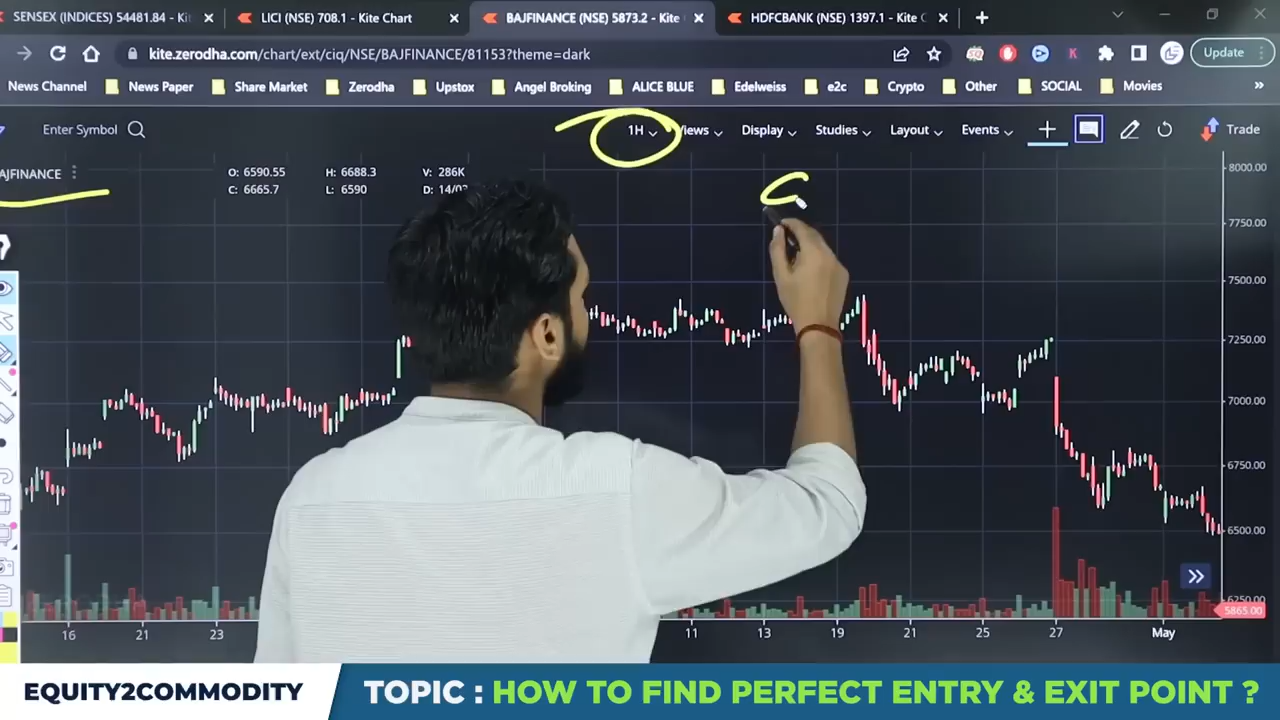 SENSEX (INDICES) 54481.84 - Ki
LICI (NSE) 708.1 - Kite Chart
BAJFINANCE (NSE) 5873.2 - Kite
HDFCBANK (NSE) 1397.1 - Kite C
kite.zerodha.com/chart/ext/ciq/NSE/BAJFINANCE/81153?theme=dark
Update
News Channel
News Paper
Share Market
Zerodha
Upstox
Angel Broking
ALICE BLUE
Edelweiss
e2c
Crypto
Other
SOCIAL
Movies
Enter Symbol
1H
Views
Display
Studies
Layout
Events
Trade
AJFINANCE
O: 6590.55 H: 6688.3 V: 286K
C: 6665.7 L: 6590 D: 14/03
8000.00
7750.00
7500.00
7250.00
7000.00
6750.00
6500.00
6250.00
5865.00
16 21 23 11 13 19 21 25 27 May
EQUITY2COMMODITY
TOPIC : HOW TO FIND PERFECT ENTRY & EXIT POINT ?